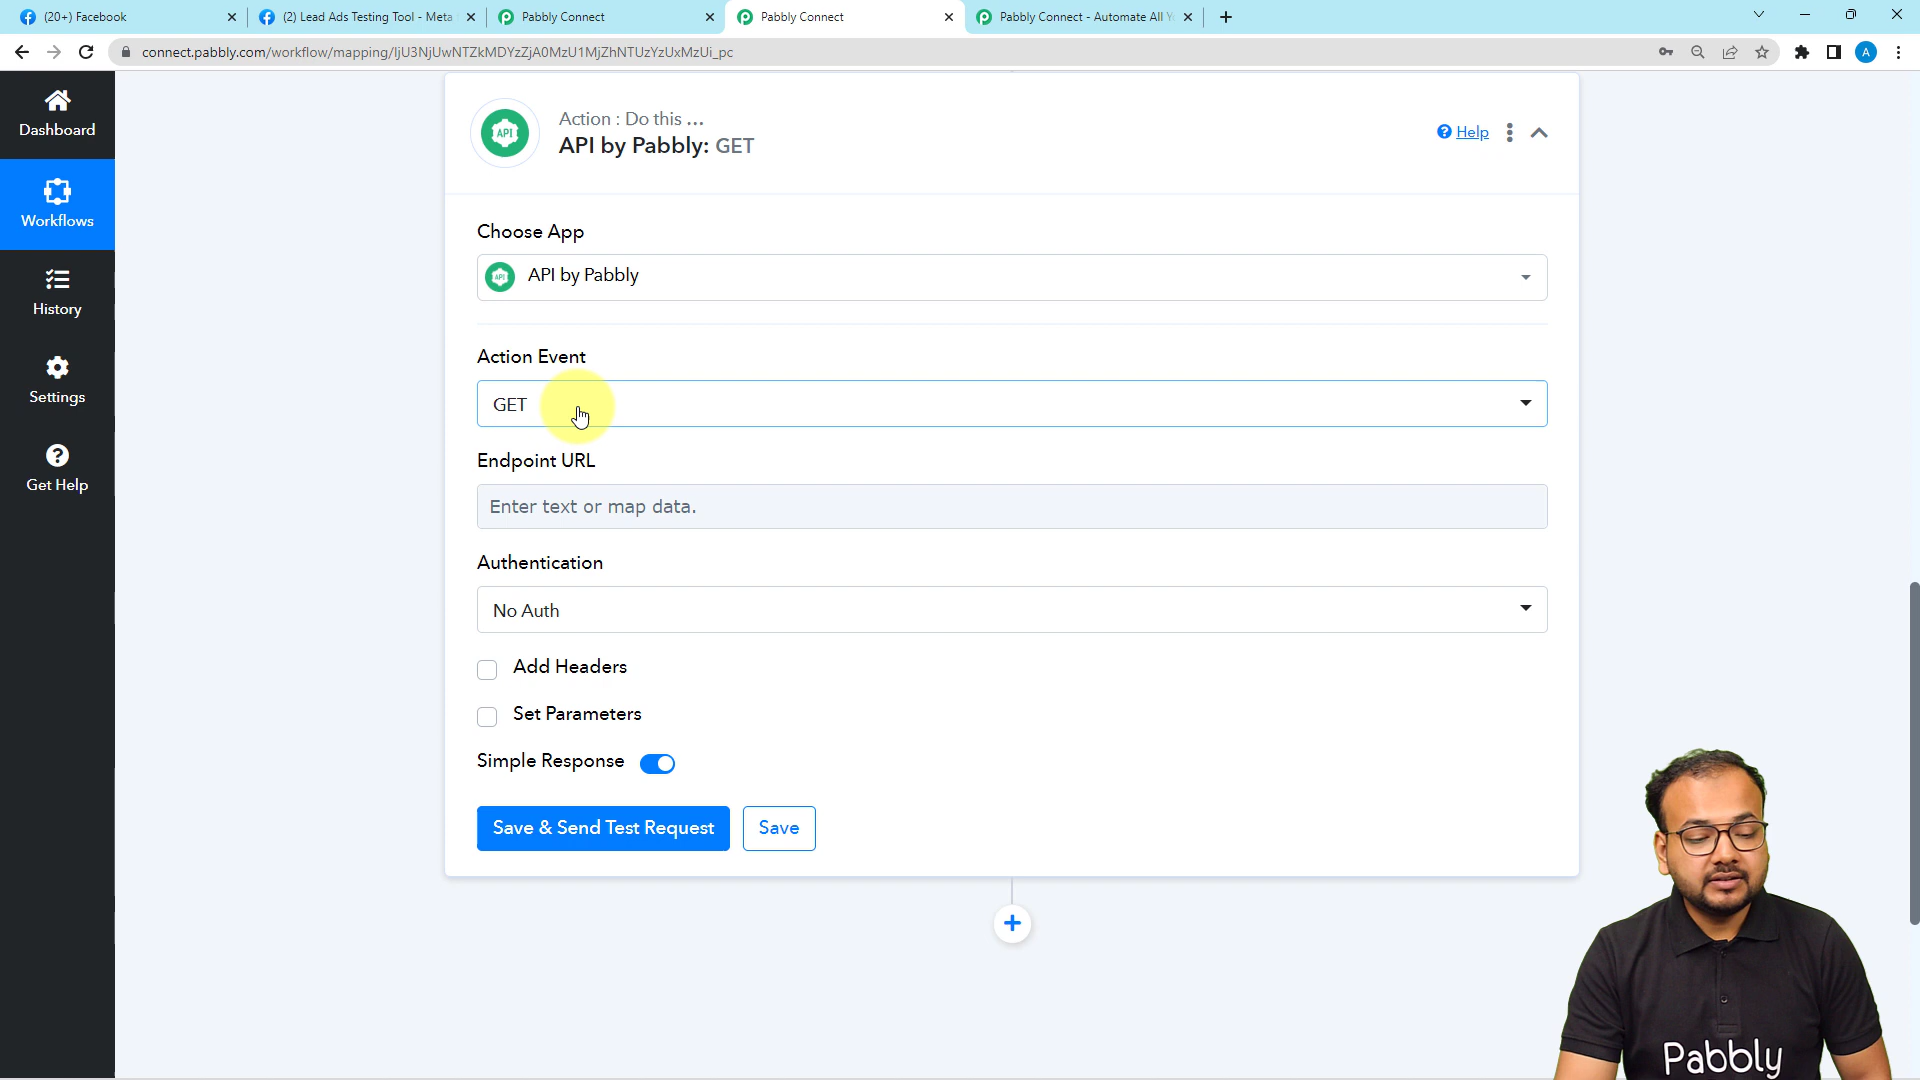 (20+) Facebook
(2) Lead Ads Testing Tool - Meta
Pabbly Connect
Pabbly Connect
Pabbly Connect - Automate All Y
connect.pabbly.com/workflow/mapping/IjU3NjUwNTZkMDYzZjA0MzU1MjZhNTUzYzUxMzUi_pc
A
Dashboard
Workflows
History
Settings
Get Help
API
Action : Do this ...
API by Pabbly: GET
Help
Choose App
API
API by Pabbly
Action Event
GET
Endpoint URL
Enter text or map data.
Authentication
No Auth
Add Headers
Set Parameters
Simple Response
Save & Send Test Request
Save
Pabbly